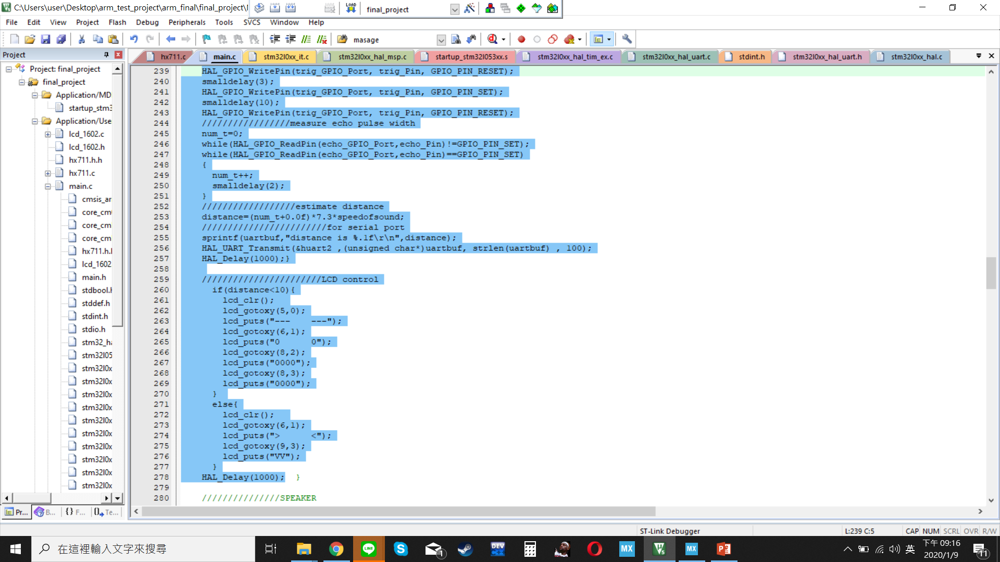 C:\Users\user\Desktop\arm_test_project\arm_final\final_project\
LOAD
final_project
File Edit View Project Flash Debug Peripherals Tools SVCS Window Help
masage
Project
hx711.c main.c stm32l0xx_it.c stm32l0xx_hal_msp.c startup_stm32l053xx.s stm32l0xx_hal_tim_ex.c stm32l0xx_hal_uart.c stdint.h stm32l0xx_hal_uart.h stm32l0xx_hal.c
Project: final_project
final_project
Application/MD
startup_stm3
Application/Use
lcd_1602.c
lcd_1602.h
hx711.h.h
hx711.c
main.c
cmsis_ar
core_cm
core_cm
core_cm
hx711.h.
lcd_1602
main.h
stdbool.h
stddef.h
stdint.h
stdio.h
stm32_ha
stm32l05
stm32l0x
stm32l0x
stm32l0x
stm32l0x
stm32l0x
stm32l0x
stm32l0x
stm32l0x
stm32l0x
stm32l0x
239 HAL_GPIO_WritePin(trig_GPIO_Port, trig_Pin, GPIO_PIN_RESET);
240 smalldelay(3);
241 HAL_GPIO_WritePin(trig_GPIO_Port, trig_Pin, GPIO_PIN_SET);
242 smalldelay(10);
243 HAL_GPIO_WritePin(trig_GPIO_Port, trig_Pin, GPIO_PIN_RESET);
244 /////////////////measure echo pulse width
245 num_t=0;
246 while(HAL_GPIO_ReadPin(echo_GPIO_Port,echo_Pin)!=GPIO_PIN_SET);
247 while(HAL_GPIO_ReadPin(echo_GPIO_Port,echo_Pin)==GPIO_PIN_SET)
248 {
249 num_t++;
250 smalldelay(2);
251 }
252 //////////////////estimate distance
253 distance=(num_t+0.0f)*7.3*speedofsound;
254 ////////////////////////for serial port
255 sprintf(uartbuf,"distance is %.1f\r\n",distance);
256 HAL_UART_Transmit(&huart2 ,(unsigned char*)uartbuf, strlen(uartbuf) , 100);
257 HAL_Delay(1000);}
258
259 ///////////////////////LCD control
260 if(distance<10){
261 lcd_clr();
262 lcd_gotoxy(5,0);
263 lcd_puts("---    ---");
264 lcd_gotoxy(6,1);
265 lcd_puts("0      0");
266 lcd_gotoxy(8,2);
267 lcd_puts("0000");
268 lcd_gotoxy(8,3);
269 lcd_puts("0000");
270 }
271 else{
272 lcd_clr();
273 lcd_gotoxy(6,1);
274 lcd_puts(">      <");
275 lcd_gotoxy(9,3);
276 lcd_puts("VV");
277 }
278 HAL_Delay(1000);  }
279
280 ///////////////SPEAKER
Pr... B... {} F... Te...
ST-Link Debugger L:239 C:5 CAP NUM SCRL OVR R/W
在這裡輸入文字來搜尋
LINE
DEV
MX
MX
1
英
下午 09:16
2020/1/9
11